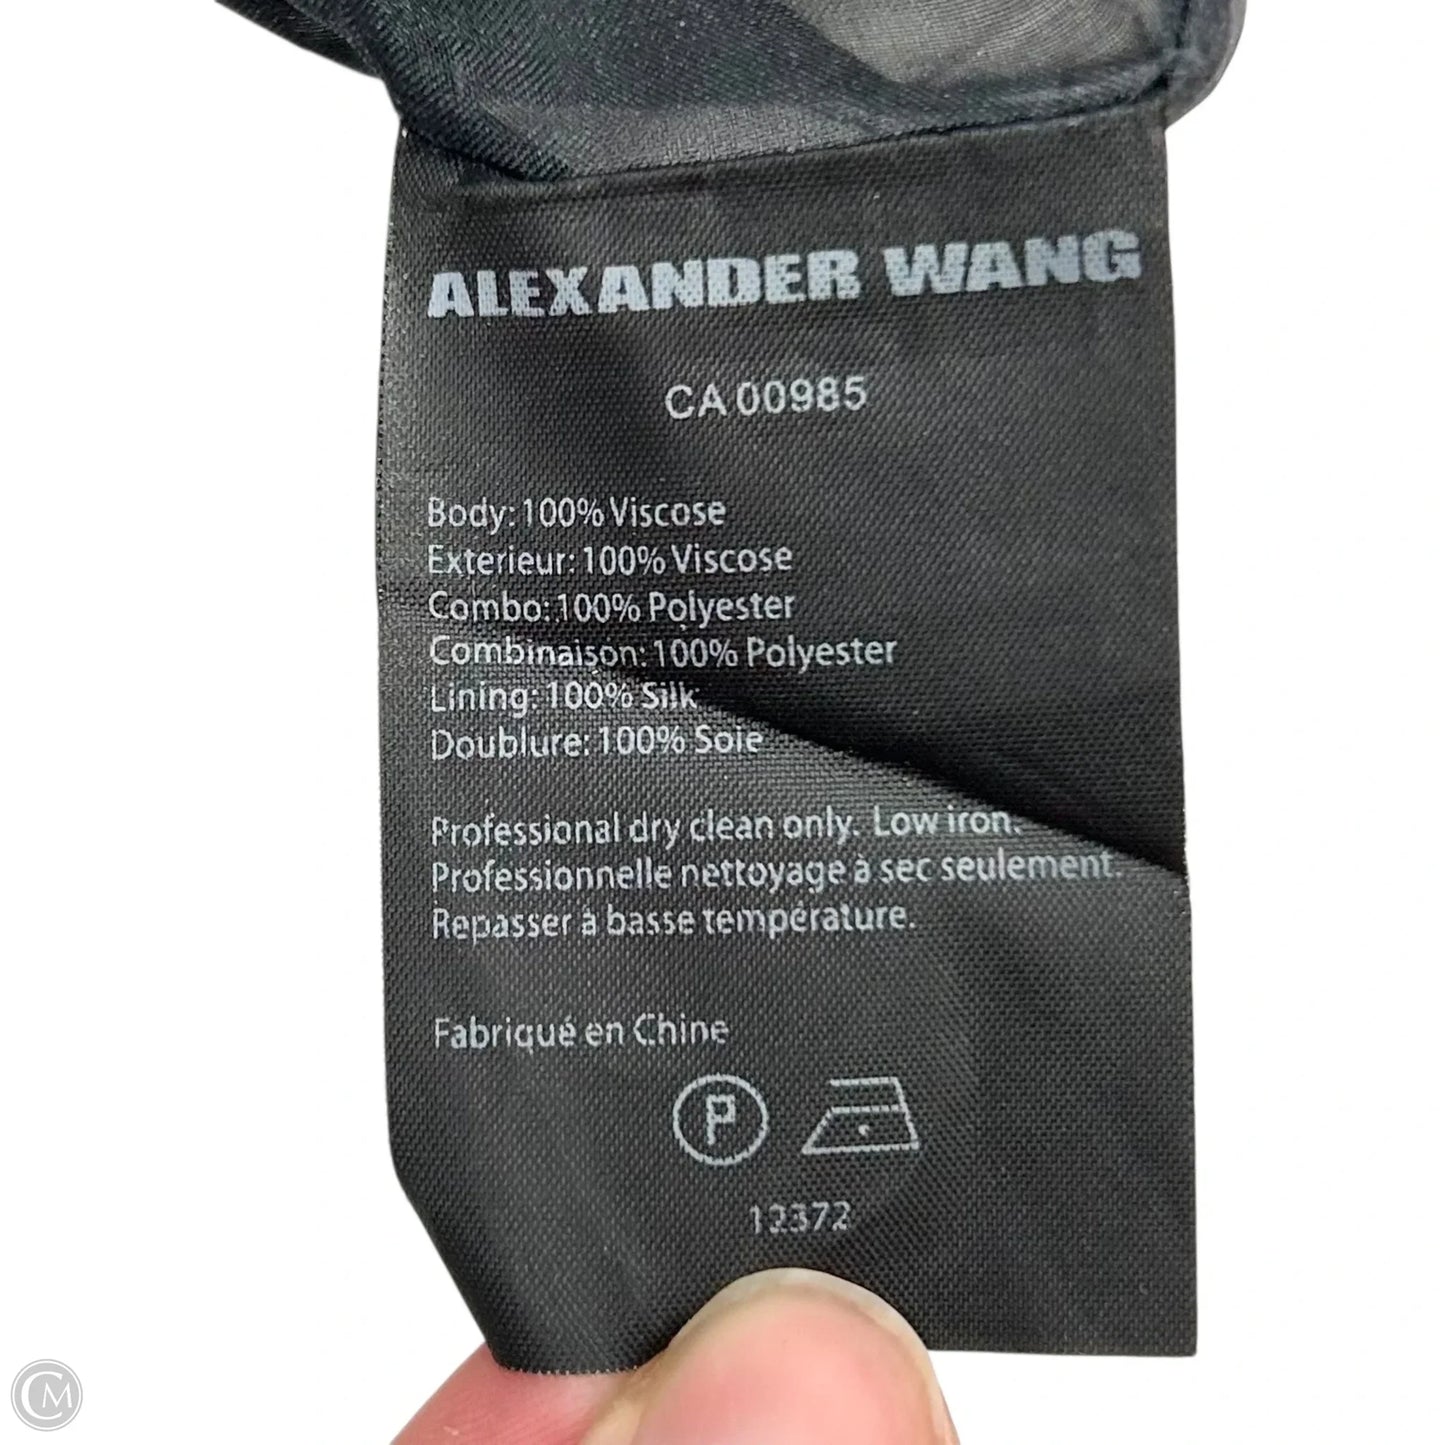 ALEXANDER WANG
CA 00985
Body: 100% Viscose
Exterieur: 100% Viscose
Combo: 100% Polyester
Combinaison: 100% Polyester
Lining: 100% Silk
Doublure: 100% Soie
Professional dry clean only. Low iron.
Professionnelle nettoyage à sec seulement.
Repasser à basse température.
Fabriqué en Chine
P
12372
CM